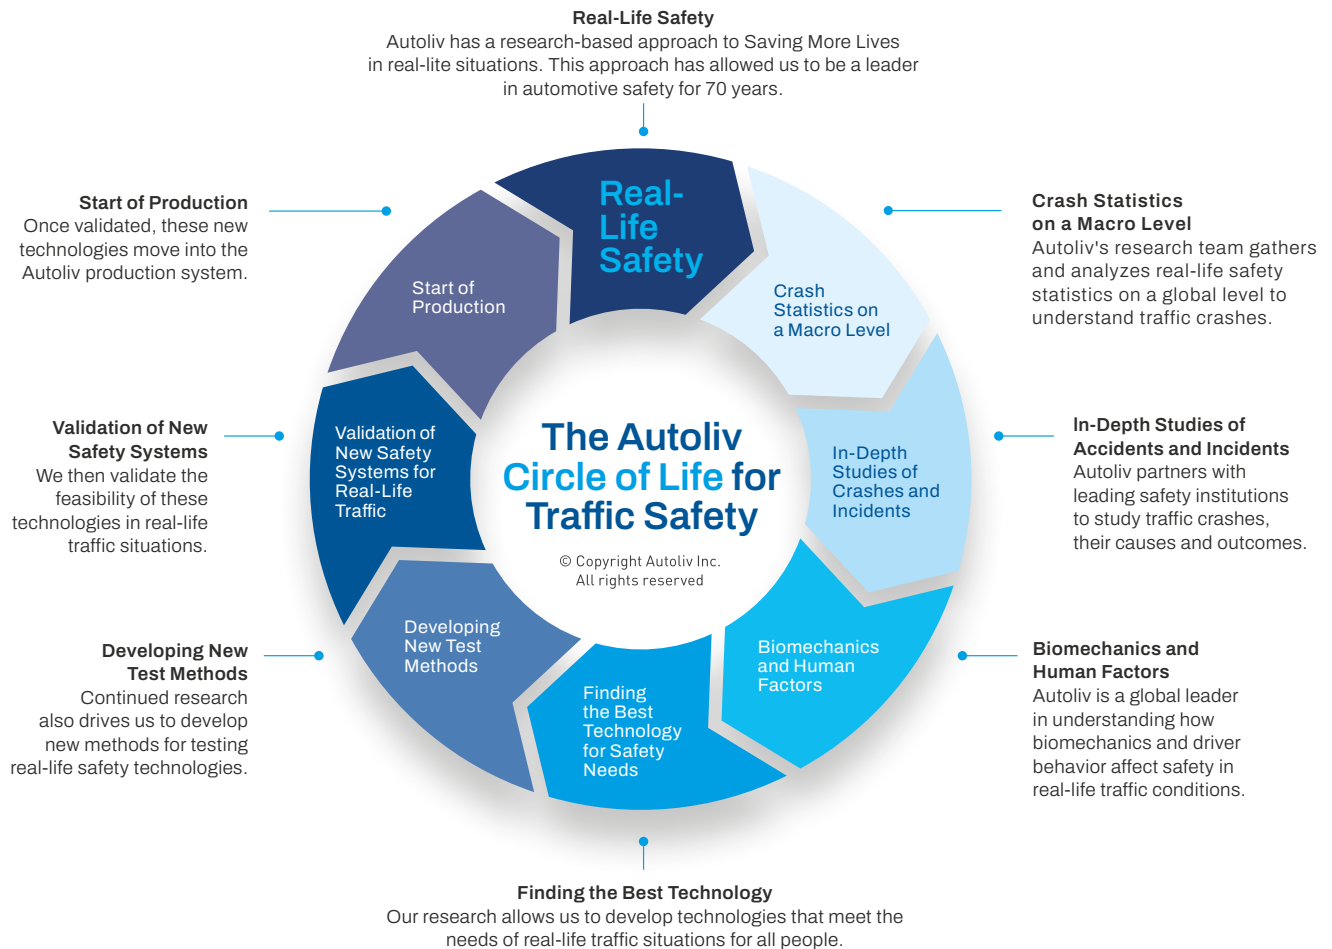 Real-Life Safety
Autoliv has a research-based approach to Saving More Lives
in real-lite situations. This approach has allowed us to be a leader
in automotive safety for 70 years.
Real-
Life
Safety
Crash Statistics
on a Macro Level
Autoliv's research team gathers
and analyzes real-life safety
statistics on a global level to
understand traffic crashes.
Crash
Statistics on
a Macro Level
In-Depth Studies of
Accidents and Incidents
Autoliv partners with
leading safety institutions
to study traffic crashes,
their causes and outcomes.
In-Depth
Studies of
Crashes and
Incidents
Biomechanics and
Human Factors
Autoliv is a global leader
in understanding how
biomechanics and driver
behavior affect safety in
real-life traffic conditions.
Biomechanics
and Human
Factors
Finding
the Best
Technology
for Safety
Needs
Finding the Best Technology
Our research allows us to develop technologies that meet the
needs of real-life traffic situations for all people.
Developing New
Test Methods
Continued research
also drives us to develop
new methods for testing
real-life safety technologies.
Developing
New Test
Methods
Validation of New
Safety Systems
We then validate the
feasibility of these
technologies in real-life
traffic situations.
Validation of
New Safety
Systems for
Real-Life
Traffic
Start of Production
Once validated, these new
technologies move into the
Autoliv production system.
Start of
Production
The Autoliv
Circle of Life for
Traffic Safety
© Copyright Autoliv Inc.
All rights reserved